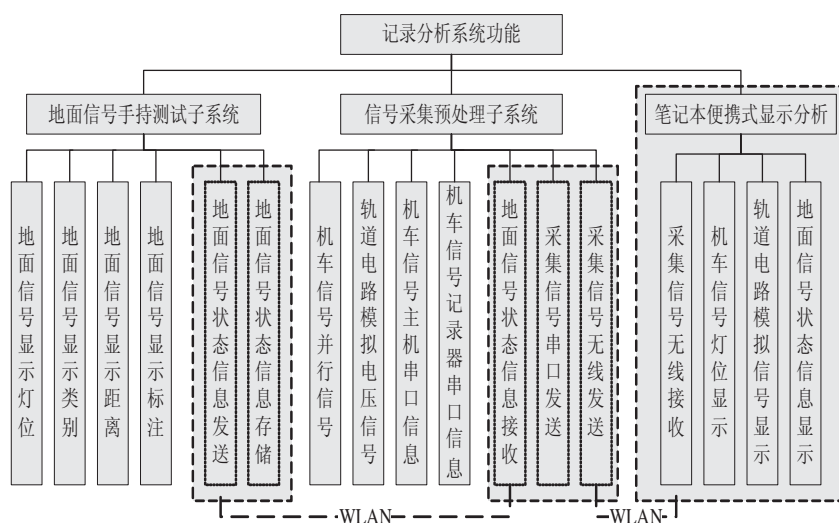 记录分析系统功能
地面信号手持测试子系统
信号采集预处理子系统
笔记本便携式显示分析
地面信号显示灯位
地面信号显示类别
地面信号显示距离
地面信号显示标注
地面信号状态信息发送
地面信号状态信息存储
机车信号并行信号
轨道电路模拟电压信号
机车信号主机串口信息
机车信号记录器串口信息
地面信号状态信息接收
采集信号串口发送
采集信号无线发送
采集信号无线接收
机车信号灯位显示
轨道电路模拟信号显示
地面信号状态信息显示
WLAN
WLAN